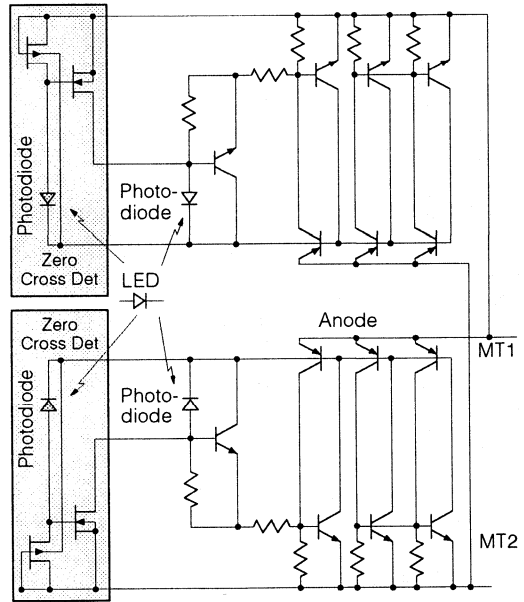 Photodiode
Zero
Cross Det
Photo-
diode
LED
Zero
Cross Det
Photodiode
Photo-
diode
Anode
MT1
MT2